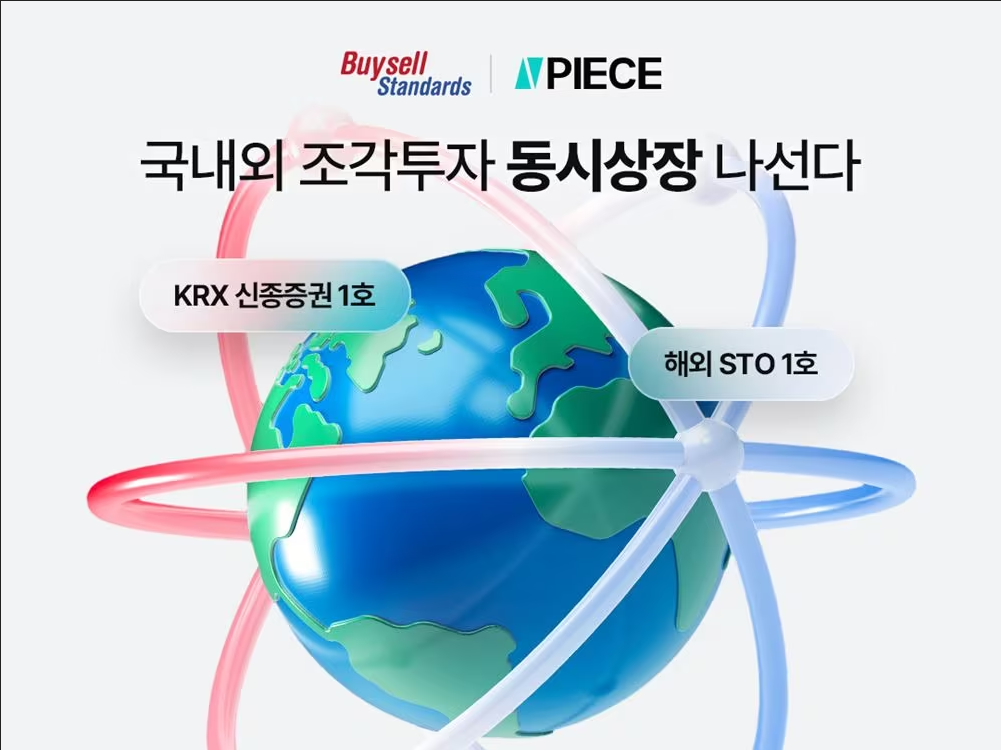 Buysell
Standards
PIECE
국내외 조각투자 동시상장 나선다
KRX 신종증권 1호
해외 STO 1호